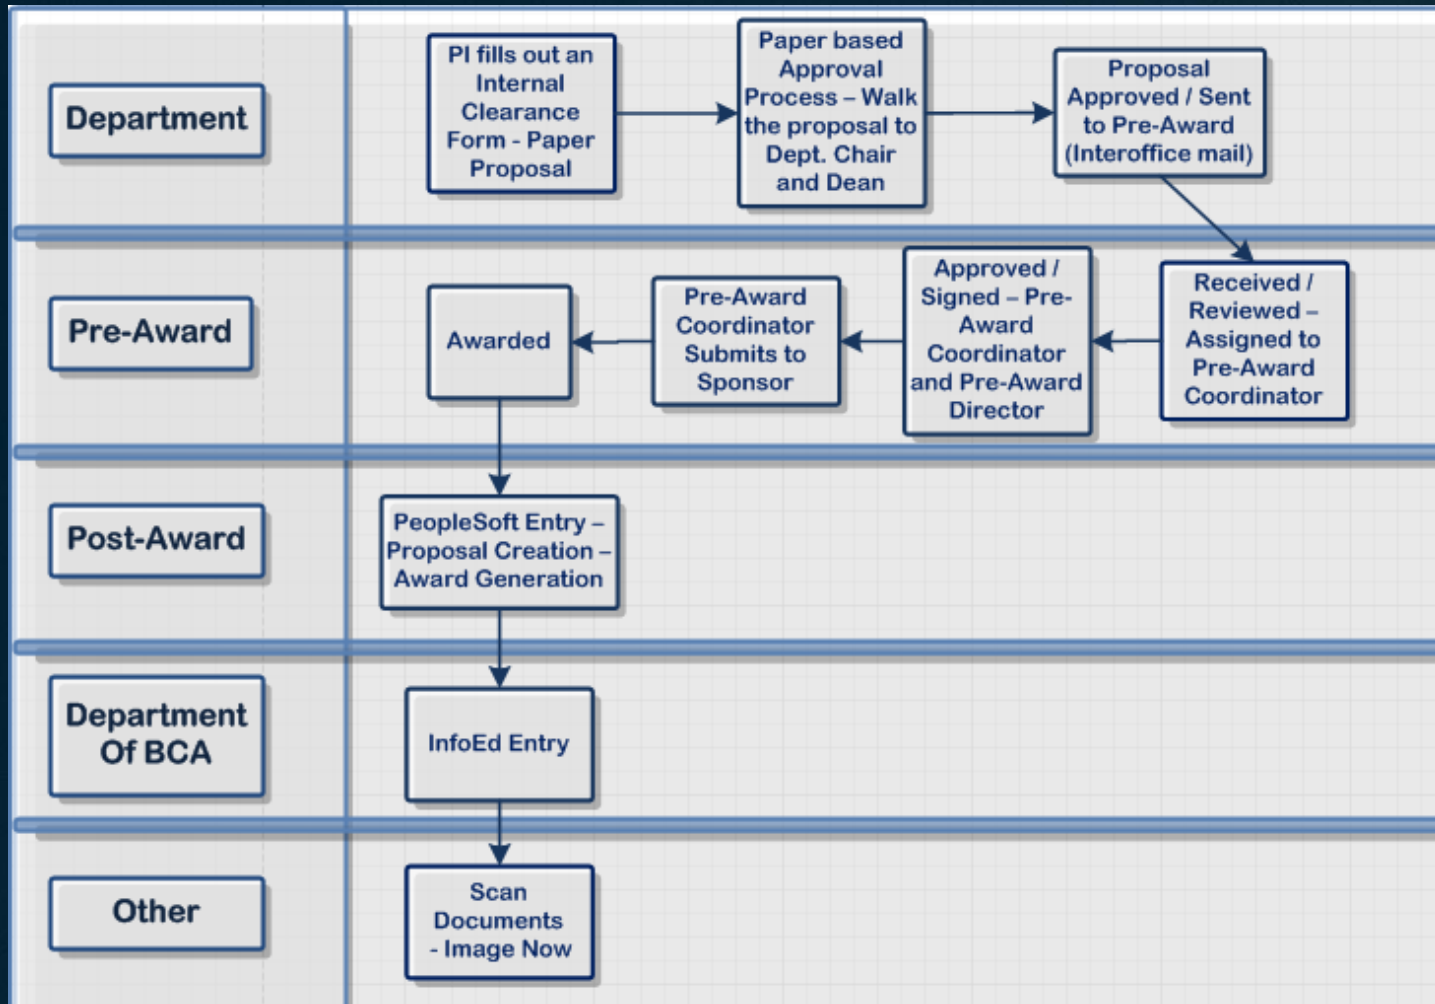 Department
PI fills out an
Internal
Clearance
Form - Paper
Proposal
Paper based
Approval
Process – Walk
the proposal to
Dept. Chair
and Dean
Proposal
Approved / Sent
to Pre-Award
(Interoffice mail)
Pre-Award
Awarded
Pre-Award
Coordinator
Submits to
Sponsor
Approved /
Signed – Pre-
Award
Coordinator
and Pre-Award
Director
Received /
Reviewed –
Assigned to
Pre-Award
Coordinator
Post-Award
PeopleSoft Entry –
Proposal Creation –
Award Generation
Department
Of BCA
InfoEd Entry
Other
Scan
Documents
- Image Now